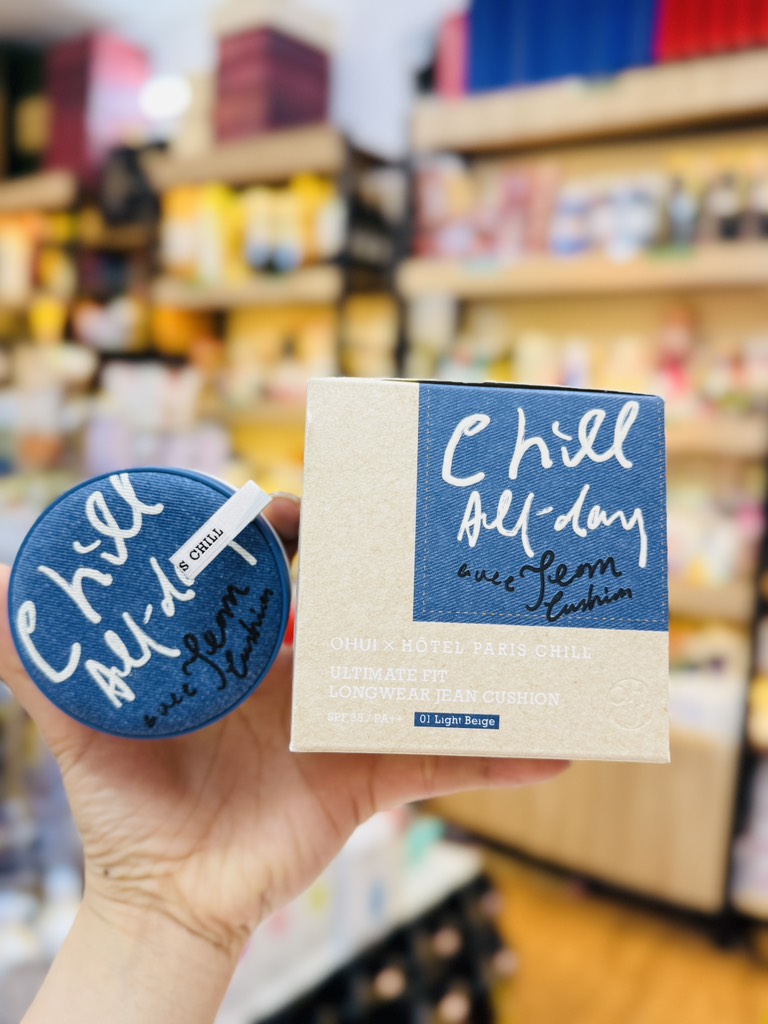 Chill
All-day
avec Jean
Cushion
S CHILL
Chill
All-day
avec Jean
Cushion
OHUI X HÔTEL PARIS CHILL
ULTIMATE FIT
LONGWEAR JEAN CUSHION
SPF 38 / PA++ 01 Light Beige